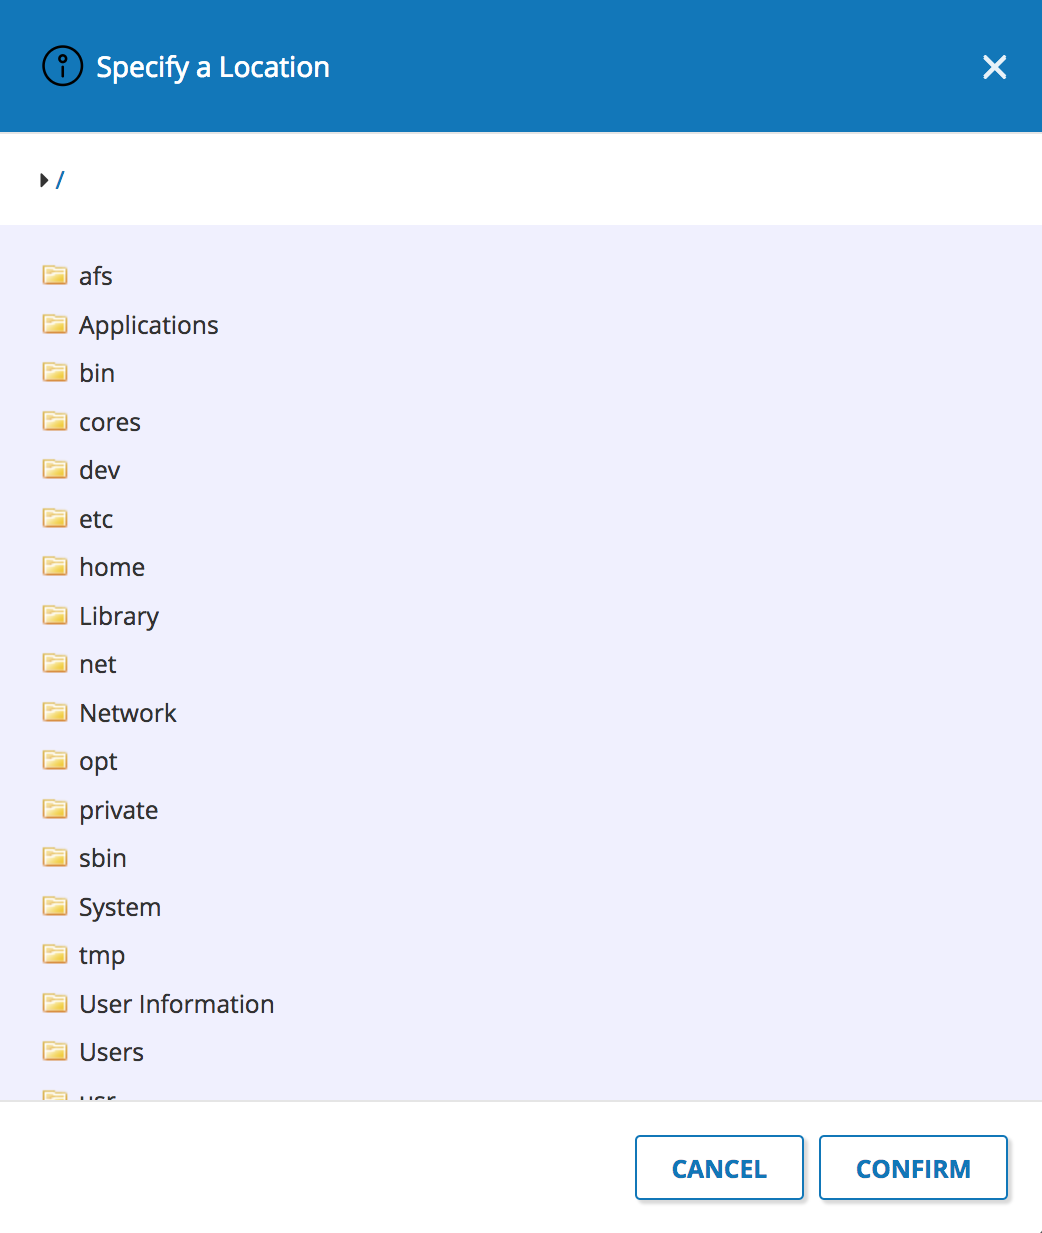 Specify a Location
/
afs
Applications
bin
cores
dev
etc
home
Library
net
Network
opt
private
sbin
System
tmp
User Information
Users
usr
CANCEL
CONFIRM